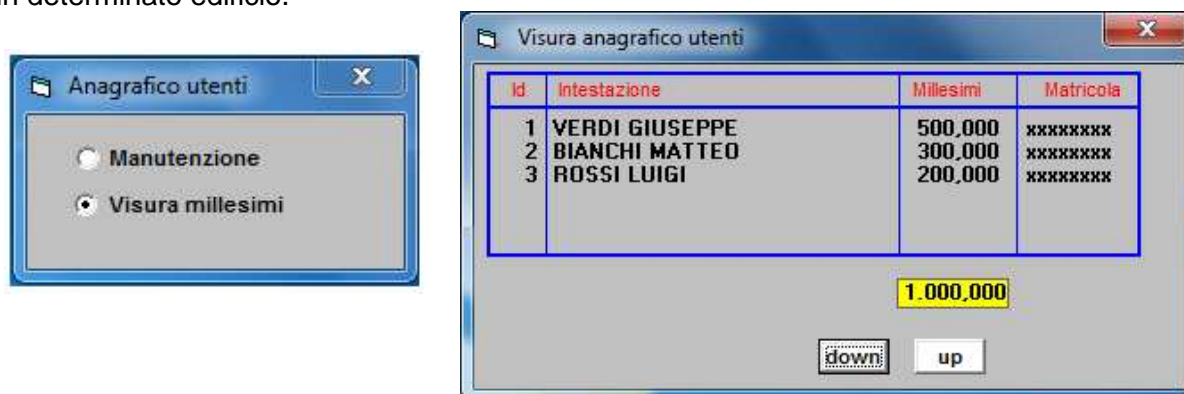 un determinato edificio.
Anagrafico utenti
Manutenzione
Visura millesimi
Visura anagrafico utenti
Id Intestazione Millesimi Matricola
1 VERDI GIUSEPPE 500,000 xxxxxxxx
2 BIANCHI MATTEO 300,000 xxxxxxxx
3 ROSSI LUIGI 200,000 xxxxxxxx
1.000,000
down up